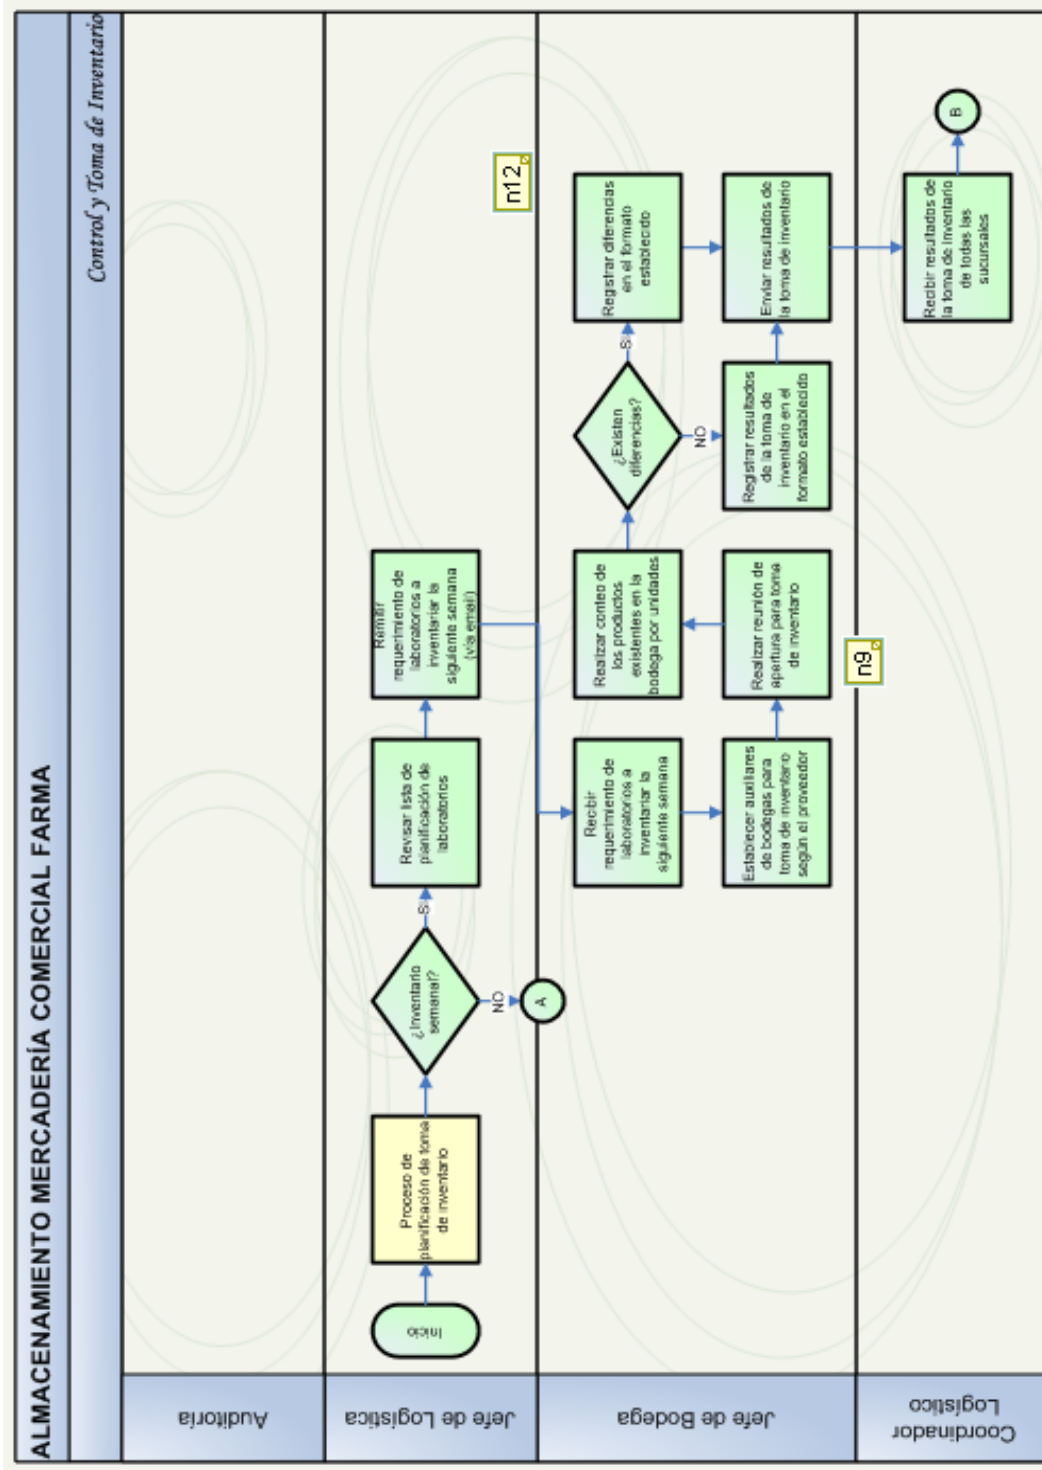 ALMACENAMIENTO MERCADERÍA COMERCIAL FARMA
Control y Toma de Inventario
Auditoría
Jefe de Logística
Inicio
Proceso de
planificación de toma
de inventario
¿Inventario
semanal?
SI
NO
A
Revisar lista de
planificación de
laboratorios
Remitir
requerimiento de
laboratorios a
inventariar la
siguiente semana
(vía email)
n12
Jefe de Bodega
Recibir
requerimiento de
laboratorios a
inventariar la
siguiente semana
Establecer auxiliares
de bodegas para
toma de inventario
según el proveedor
Realizar reunión de
apertura para toma
de inventario
n9
Realizar conteo de
los productos
existentes en la
bodega por unidades
¿Existen
diferencias?
SI
NO
Registrar diferencias
en el formato
establecido
Registrar resultados
de la toma de
inventario en el
formato establecido
Enviar resultados de
la toma de inventario
Coordinador
Logístico
Recibir resultados de
la toma de inventario
de todas las
sucursales
B